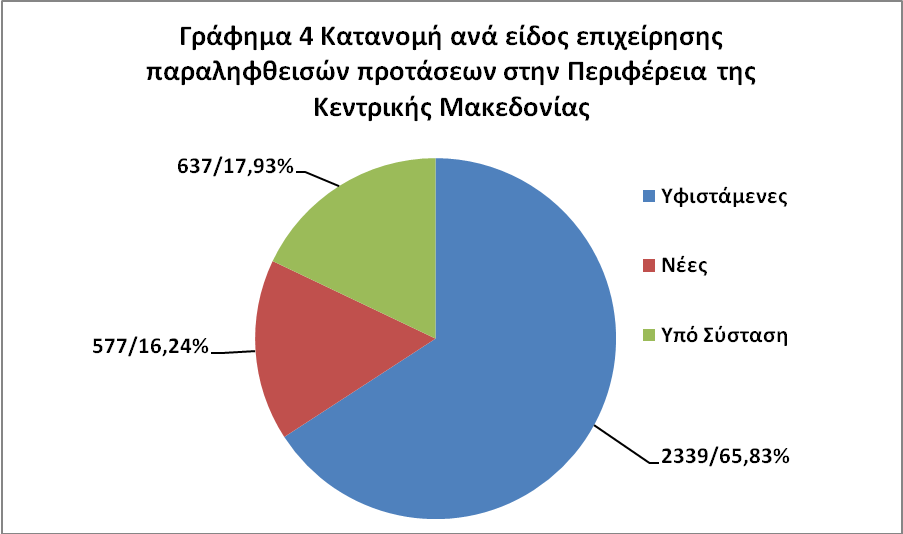 Γράφημα 4 Κατανομή ανά είδος επιχείρησης
παραληφθεισών προτάσεων στην Περιφέρεια της
Κεντρικής Μακεδονίας
637/17,93%
Υφιστάμενες
Νέες
577/16,24%
Υπό Σύσταση
2339/65,83%